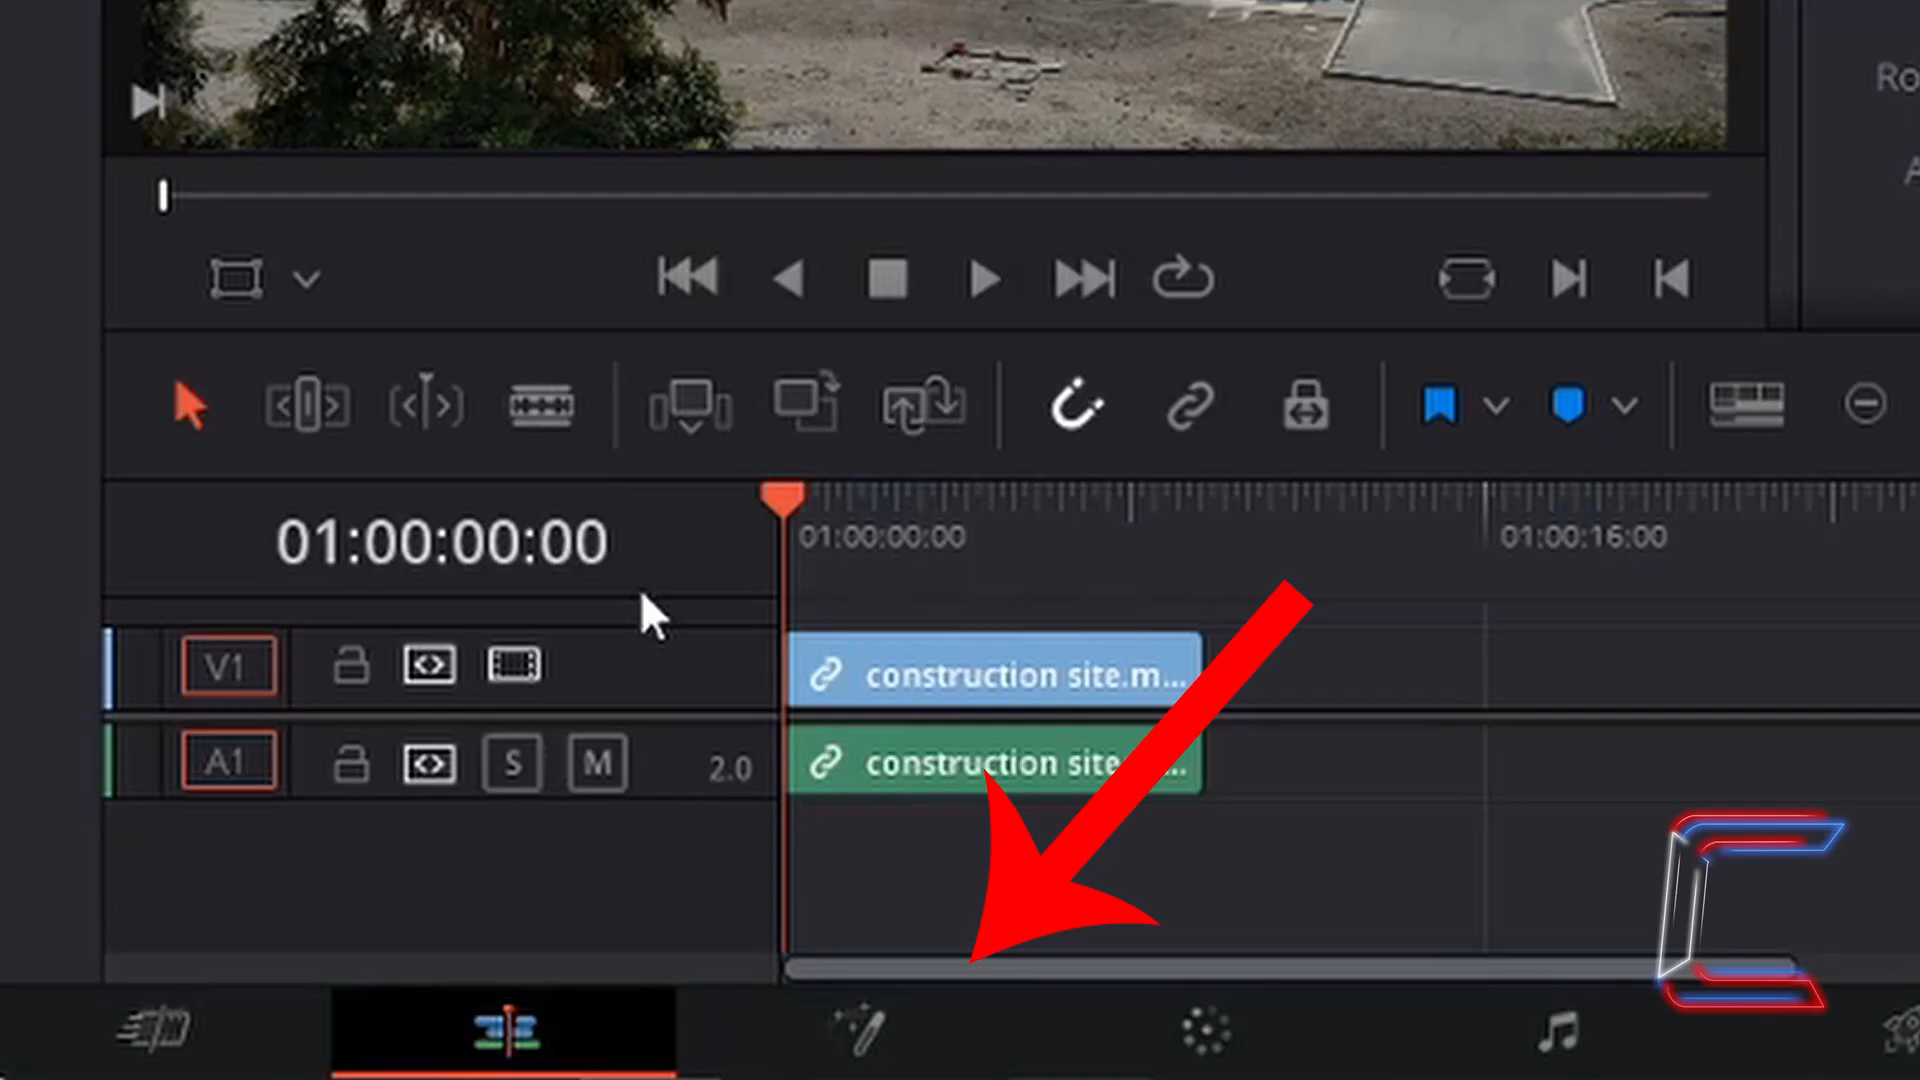 Ro
A
01:00:00:00
01:00:00:00
01:00:16:00
V1
construction site.m...
A1
S
M
2.0
construction site